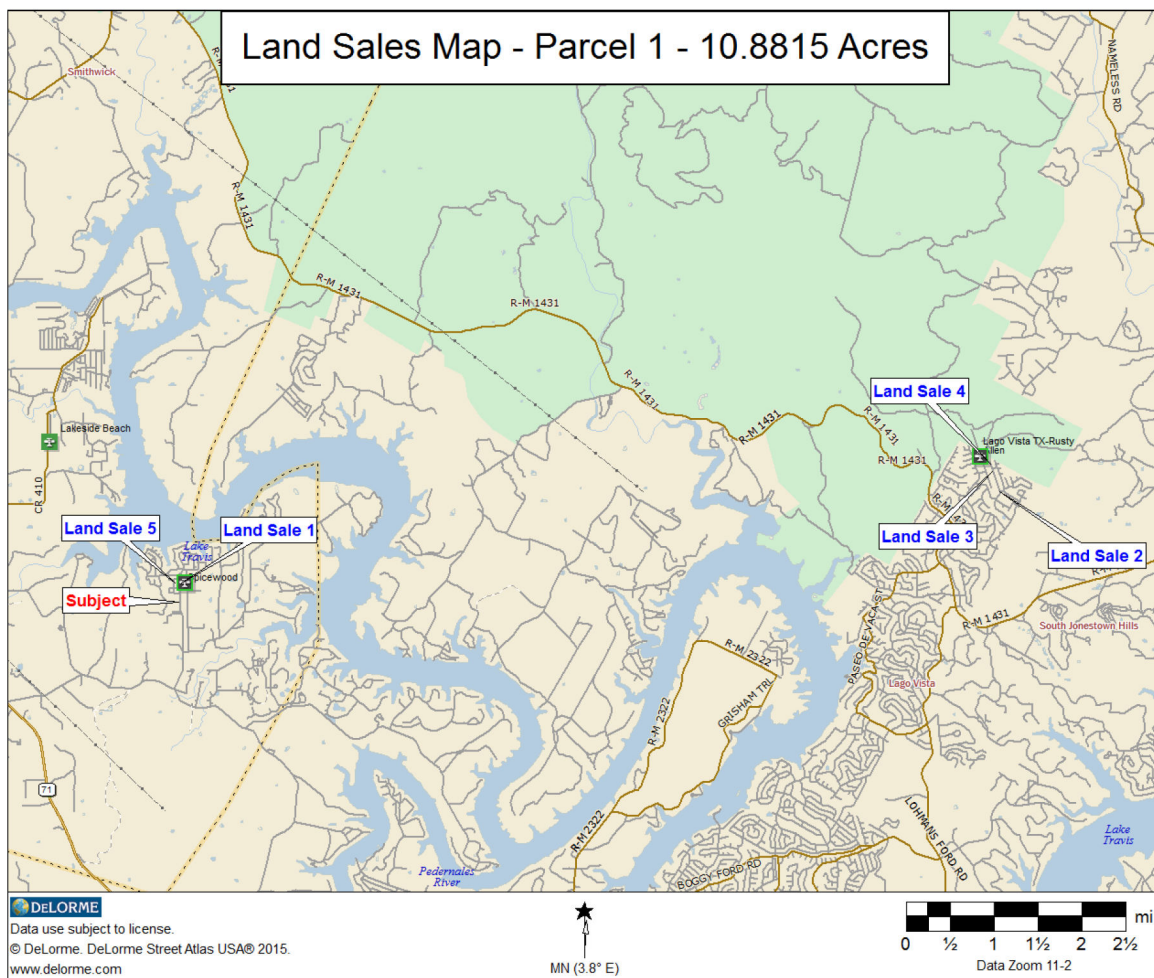 Land Sales Map - Parcel 1 - 10.8815 Acres
R-M 1431
Smithwick
NAMELESS RD
R-M 1431
R-M 1431
R-M 1431
R-M 1431
Land Sale 4
R-M 1431
R-M 1431
Lakeside Beach
Lago Vista TX-Rusty
Allen
R-M 1431
CR 410
Land Sale 5
Land Sale 1
Lake
Travis
Land Sale 3
Land Sale 2
Spicewood
Subject
R-M 1431
South Jonestown Hills
PASEO DE VACA ST
R-M 2322
Lago Vista
GRISHAM TRL
R-M 2322
71
LOHMANS FORD RD
R-M 2322
Lake
Travis
Pedernales
River
BOGGY FORD RD
DELORME
Data use subject to license.
© DeLorme. DeLorme Street Atlas USA® 2015.
www.delorme.com
MN (3.8° E)
mi
0 ½ 1 1½ 2 2½
Data Zoom 11-2